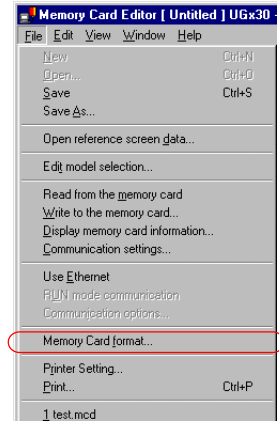 Memory Card Editor [ Untitled ] UGx30 -
File Edit View Window Help
New Ctrl+N
Open... Ctrl+O
Save Ctrl+S
Save As...
Open reference screen data...
Edit model selection...
Read from the memory card
Write to the memory card...
Display memory card information...
Communication settings...
Use Ethernet
RUN mode communication
Communication options...
Memory Card format...
Printer Setting...
Print... Ctrl+P
1 test.mcd